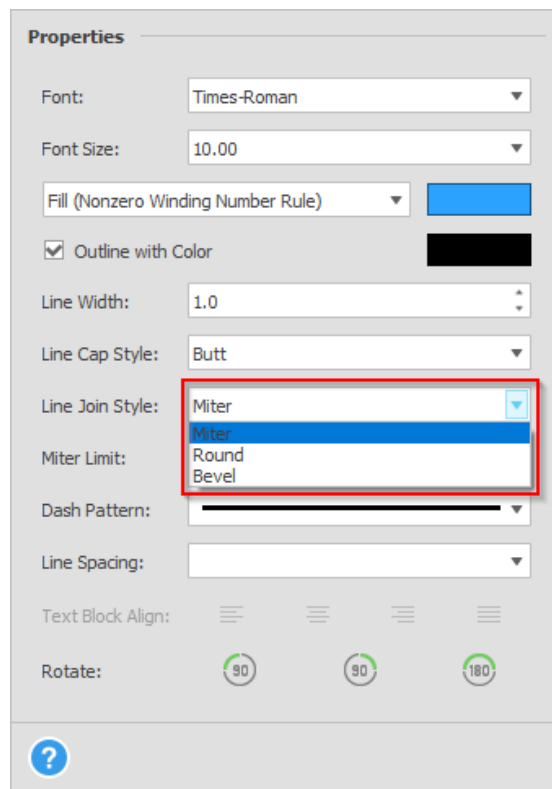 Properties
Font: Times-Roman
Font Size: 10.00
Fill (Nonzero Winding Number Rule)
Outline with Color
Line Width: 1.0
Line Cap Style: Butt
Line Join Style: Miter
Miter
Miter Limit: Round
Bevel
Dash Pattern:
Line Spacing:
Text Block Align:
Rotate: 90 90 180
?